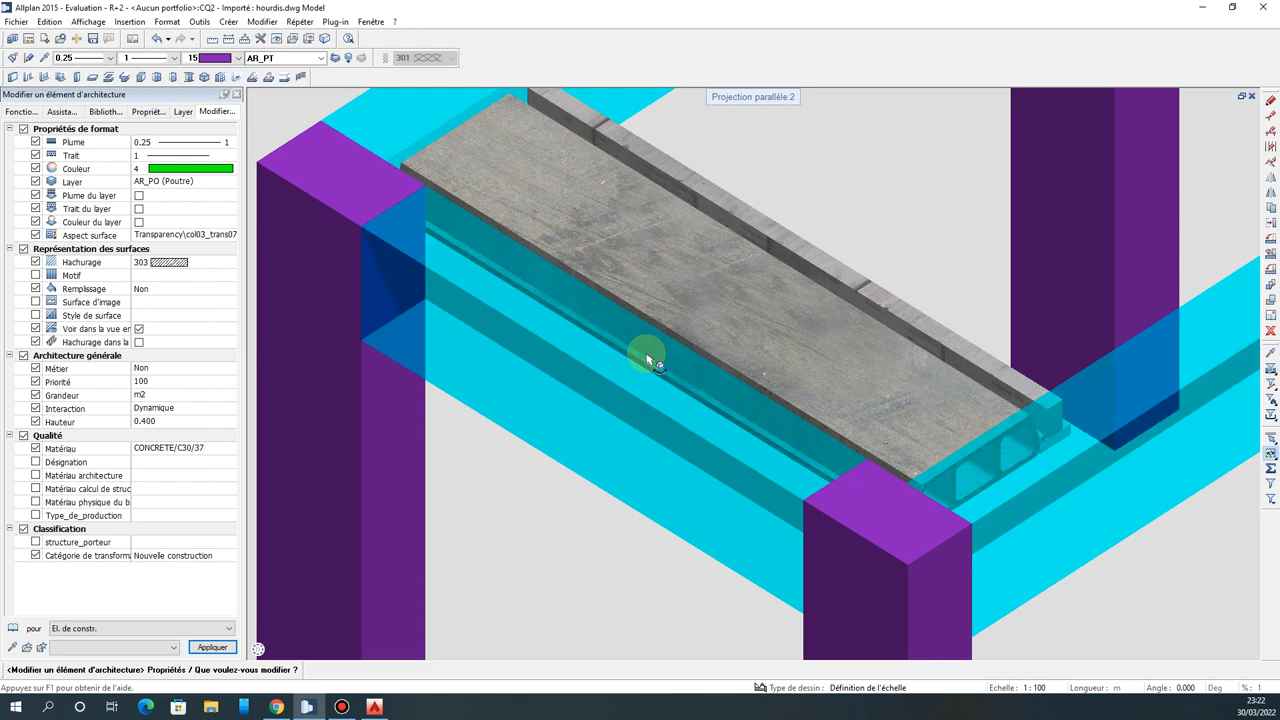 Allplan 2015 - Evaluation - R+2 - <Aucun portfolio>:CQ2 - Importé : hourdis.dwg Model
Fichier Edition Affichage Insertion Format Outils Créer Modifier Répéter Plug-in Fenêtre ?
0.25 1 15 AR_PT 301
Modifier un élément d'architecture
Fonctio... Assista... Biblioth... Propriét... Layer Modifier...
Projection parallèle:2
Propriétés de format
Plume 0.25 1
Trait 1
Couleur 4
Layer AR_PO (Poutre)
Plume du layer
Trait du layer
Couleur du layer
Aspect surface Transparency\col03_trans07
Représentation des surfaces
Hachurage 303
Motif
Remplissage Non
Surface d'image
Style de surface
Voir dans la vue en
Hachurage dans la
Architecture générale
Métier Non
Priorité 100
Grandeur m2
Interaction Dynamique
Hauteur 0.400
Qualité
Matériau CONCRETE/C30/37
Désignation
Matériau architecture
Matériau calcul de struc
Matériau physique du b
Type_de_production
Classification
structure_porteur
Catégorie de transforma Nouvelle construction
pour El. de constr.
Appliquer
<Modifier un élément d'architecture> Propriétés / Que voulez-vous modifier ?
Appuyez sur F1 pour obtenir de l'aide. Type de dessin : Définition de l'échelle Echelle : 1 : 100 Longueur : m Angle : 0.000 Deg % : 1
23:22
30/03/2022